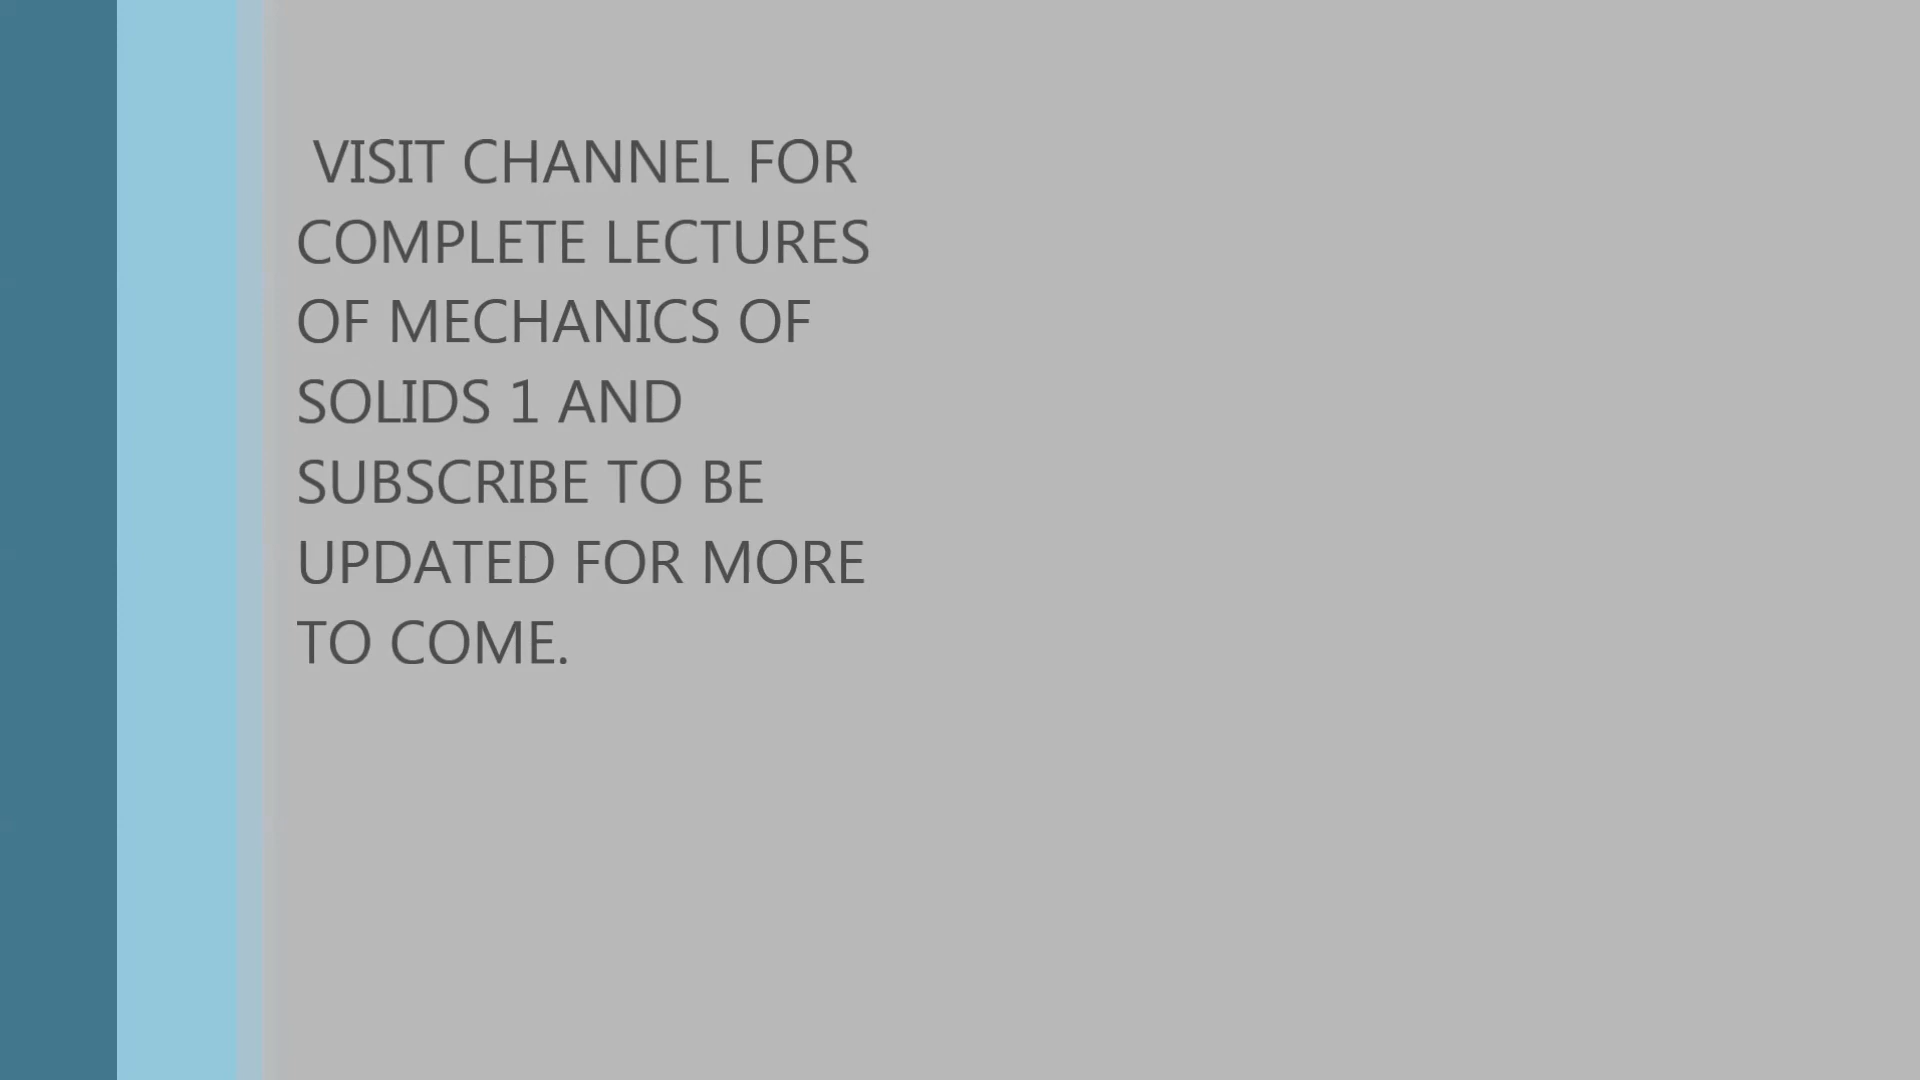 VISIT CHANNEL FOR
COMPLETE LECTURES
OF MECHANICS OF
SOLIDS 1 AND
SUBSCRIBE TO BE
UPDATED FOR MORE
TO COME.